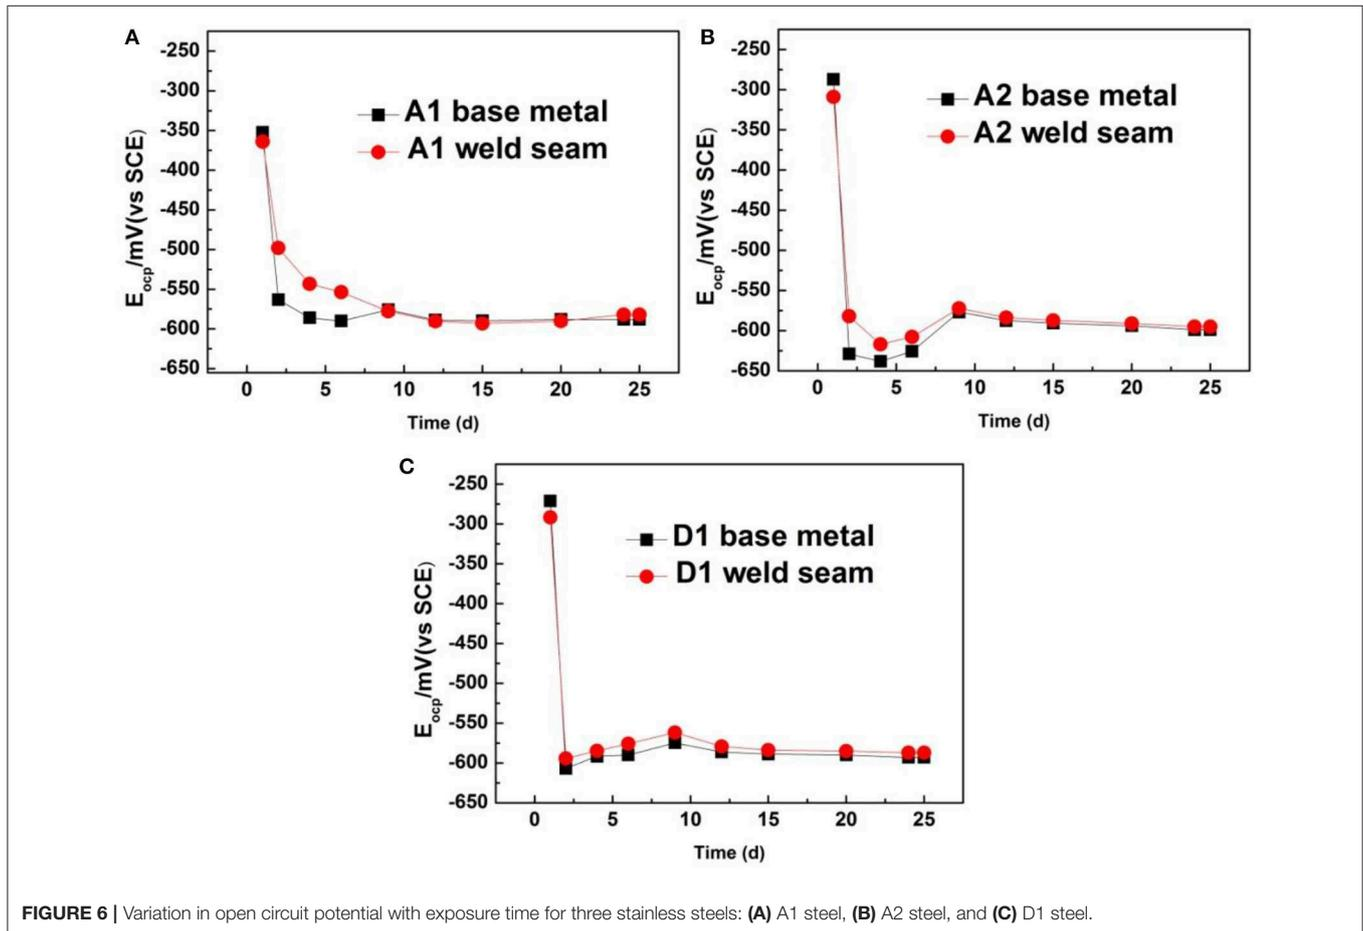 A
-250
-300
-350
-400
-450
-500
-550
-600
-650
E_ocp/mV(vs SCE)
A1 base metal
A1 weld seam
0 5 10 15 20 25
Time (d)
B
-250
-300
-350
-400
-450
-500
-550
-600
-650
E_ocp/mV(vs SCE)
A2 base metal
A2 weld seam
0 5 10 15 20 25
Time (d)
C
-250
-300
-350
-400
-450
-500
-550
-600
-650
E_ocp/mV(vs SCE)
D1 base metal
D1 weld seam
0 5 10 15 20 25
Time (d)
FIGURE 6 | Variation in open circuit potential with exposure time for three stainless steels: (A) A1 steel, (B) A2 steel, and (C) D1 steel.